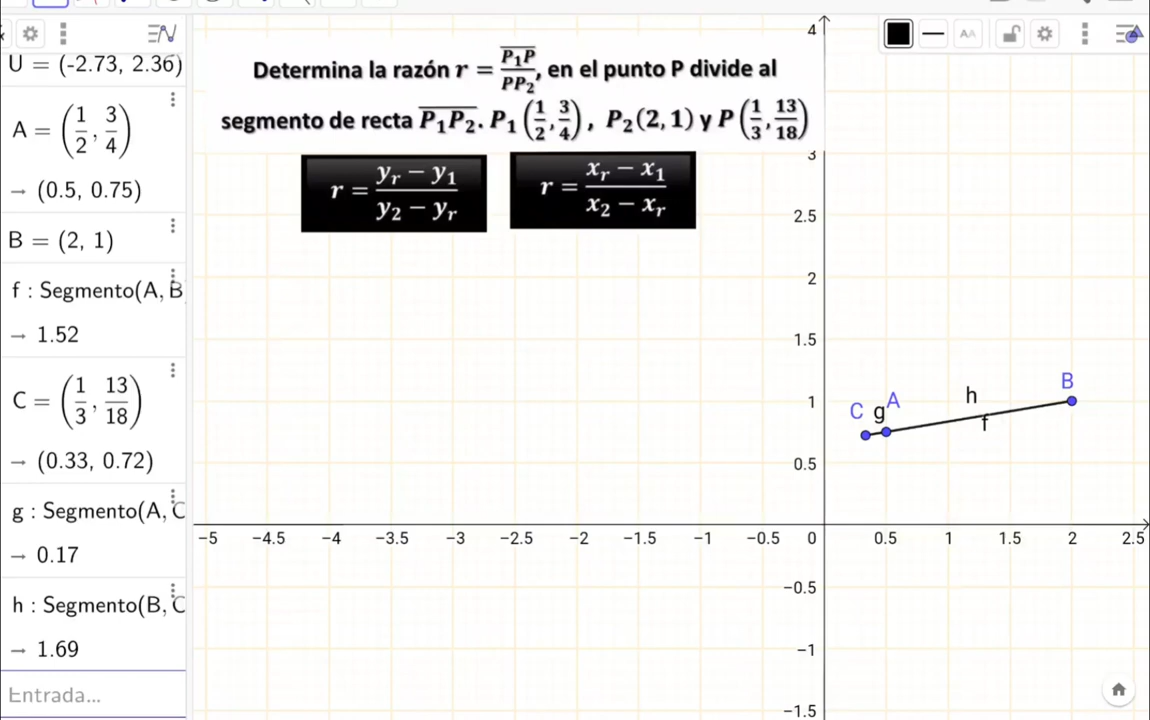 U = (-2.73, 2.36)
A = (1/2, 3/4)
→ (0.5, 0.75)
B = (2, 1)
f : Segmento(A, B
→ 1.52
C = (1/3, 13/18)
→ (0.33, 0.72)
g : Segmento(A, C
→ 0.17
h : Segmento(B, C
→ 1.69
Entrada...
Determina la razón r = P₁P/PP₂, en el punto P divide al
segmento de recta P₁P₂. P₁(1/2, 3/4), P₂(2, 1) y P(1/3, 13/18)
r = (yᵣ − y₁)/(y₂ − yᵣ)
r = (xᵣ − x₁)/(x₂ − xᵣ)
AA
4
3
2.5
2
1.5
1
0.5
−0.5
−1
−1.5
−5 −4.5 −4 −3.5 −3 −2.5 −2 −1.5 −1 −0.5 0 0.5 1 1.5 2 2.5
C g A h f B